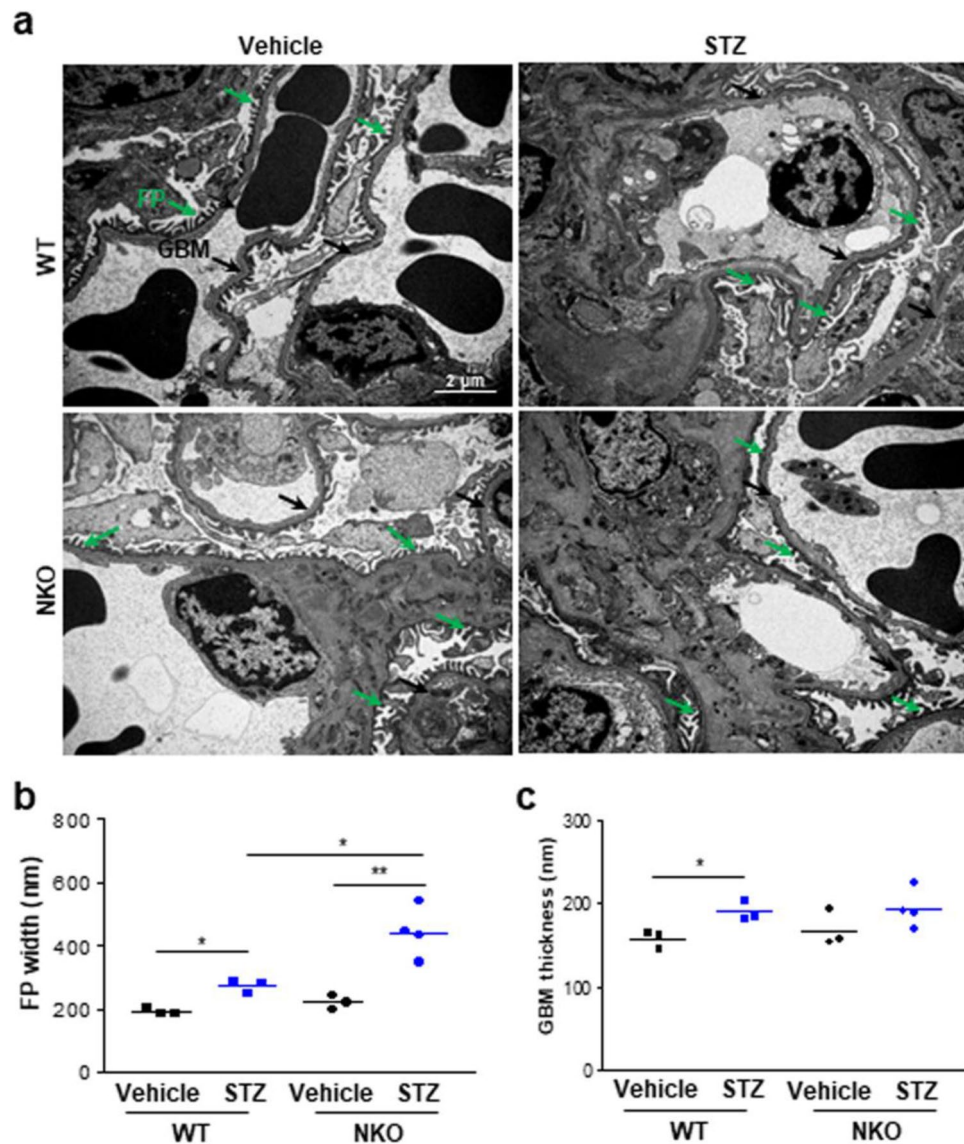 a
Vehicle
STZ
WT
FP
GBM
2 µm
NKO
b
FP width (nm)
800
600
400
200
0
*
*
**
Vehicle STZ Vehicle STZ
WT NKO
c
GBM thickness (nm)
300
200
100
0
*
Vehicle STZ Vehicle STZ
WT NKO